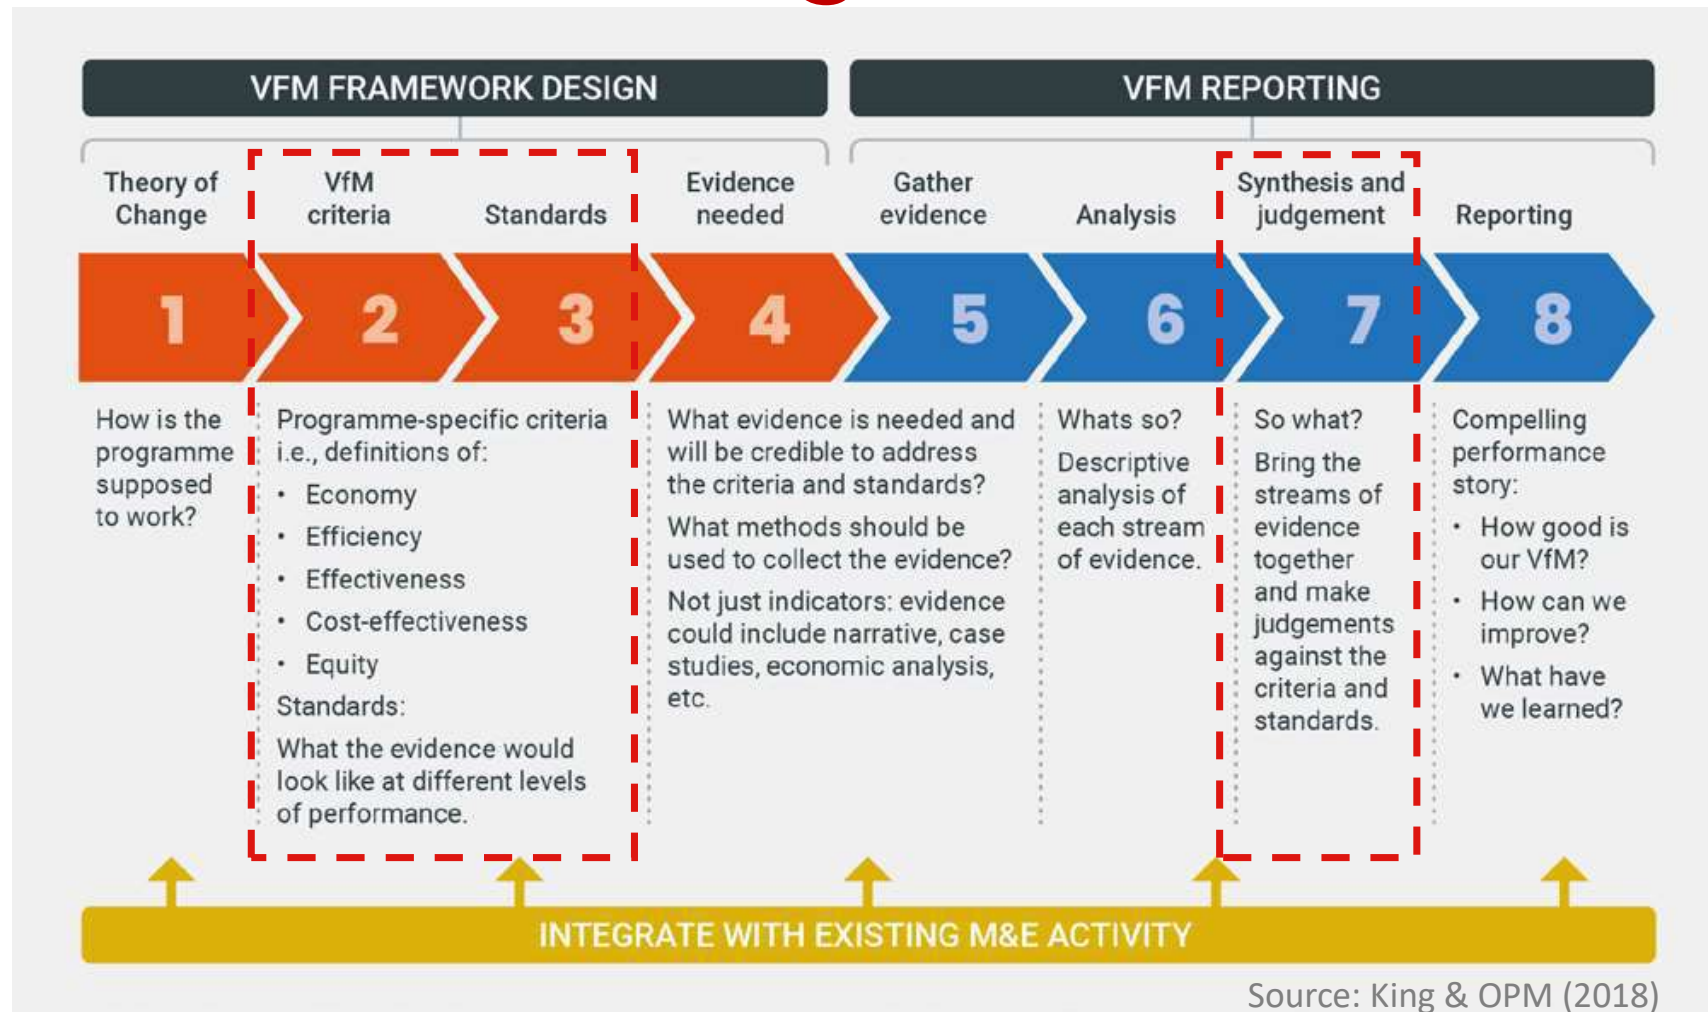 VFM FRAMEWORK DESIGN
VFM REPORTING
Theory of
Change
VfM
criteria
Standards
Evidence
needed
Gather
evidence
Analysis
Synthesis and
judgement
Reporting
1
2
3
4
5
6
7
8
How is the
programme
supposed
to work?
Programme-specific criteria
i.e., definitions of:
• Economy
• Efficiency
• Effectiveness
• Cost-effectiveness
• Equity
Standards:
What the evidence would
look like at different levels
of performance.
What evidence is needed and
will be credible to address
the criteria and standards?
What methods should be
used to collect the evidence?
Not just indicators: evidence
could include narrative, case
studies, economic analysis,
etc.
Whats so?
Descriptive
analysis of
each stream
of evidence.
So what?
Bring the
streams of
evidence
together
and make
judgements
against the
criteria and
standards.
Compelling
performance
story:
• How good is
our VfM?
• How can we
improve?
• What have
we learned?
INTEGRATE WITH EXISTING M&E ACTIVITY
Source: King & OPM (2018)